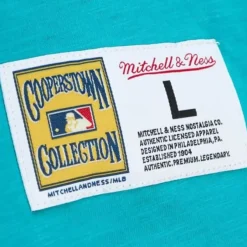 COOPERSTOWN
COLLECTION
MITCHELLANDNESS/MLB
Mitchell & Ness
L
MITCHELL & NESS NOSTALGIA CO.
AUTHENTIC LICENSED APPAREL
DESIGNED IN PHILADELPHIA, PA.
ESTABLISHED 1904
AUTHENTIC.PREMIUM.LEGENDARY.